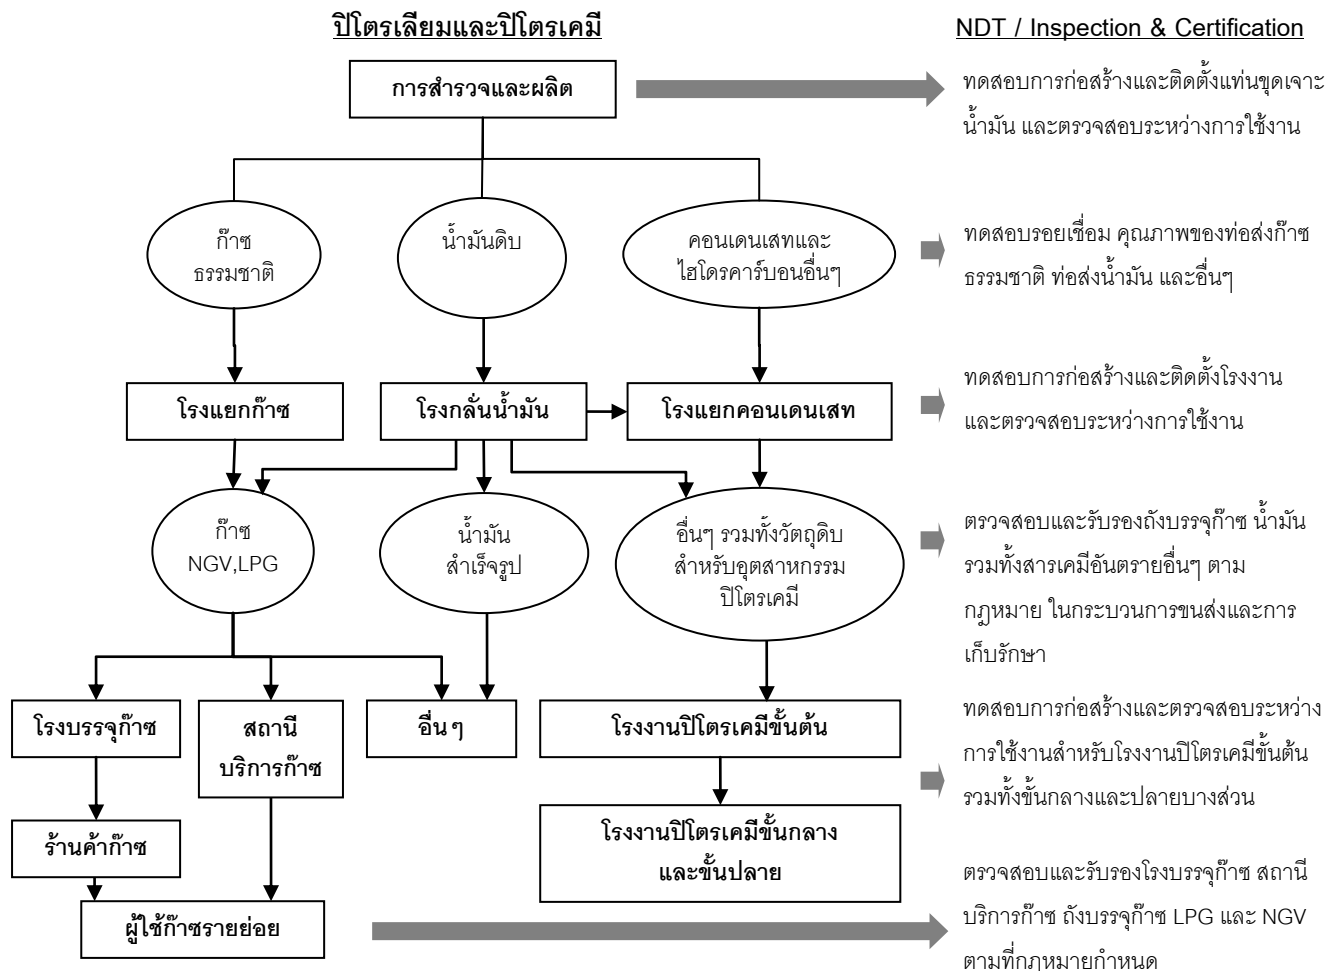 ปิโตรเลียมและปิโตรเคมี
NDT / Inspection & Certification
การสำรวจและผลิต
ทดสอบการก่อสร้างและติดตั้งแท่นขุดเจาะ
น้ำมัน และตรวจสอบระหว่างการใช้งาน
ก๊าซ
ธรรมชาติ
น้ำมันดิบ
คอนเดนเสทและ
ไฮโดรคาร์บอนอื่นๆ
ทดสอบรอยเชื่อม คุณภาพของท่อส่งก๊าซ
ธรรมชาติ ท่อส่งน้ำมัน และอื่นๆ
โรงแยกก๊าซ
โรงกลั่นน้ำมัน
โรงแยกคอนเดนเสท
ทดสอบการก่อสร้างและติดตั้งโรงงาน
และตรวจสอบระหว่างการใช้งาน
ก๊าซ
NGV,LPG
น้ำมัน
สำเร็จรูป
อื่นๆ รวมทั้งวัตถุดิบ
สำหรับอุตสาหกรรม
ปิโตรเคมี
ตรวจสอบและรับรองถังบรรจุก๊าซ น้ำมัน
รวมทั้งสารเคมีอันตรายอื่นๆ ตาม
กฎหมาย ในกระบวนการขนส่งและการ
เก็บรักษา
โรงบรรจุก๊าซ
สถานี
บริการก๊าซ
อื่นๆ
โรงงานปิโตรเคมีขั้นต้น
ทดสอบการก่อสร้างและตรวจสอบระหว่าง
การใช้งานสำหรับโรงงานปิโตรเคมีขั้นต้น
รวมทั้งขั้นกลางและปลายบางส่วน
ร้านค้าก๊าซ
โรงงานปิโตรเคมีขั้นกลาง
และขั้นปลาย
ผู้ใช้ก๊าซรายย่อย
ตรวจสอบและรับรองโรงบรรจุก๊าซ สถานี
บริการก๊าซ ถังบรรจุก๊าซ LPG และ NGV
ตามที่กฎหมายกำหนด